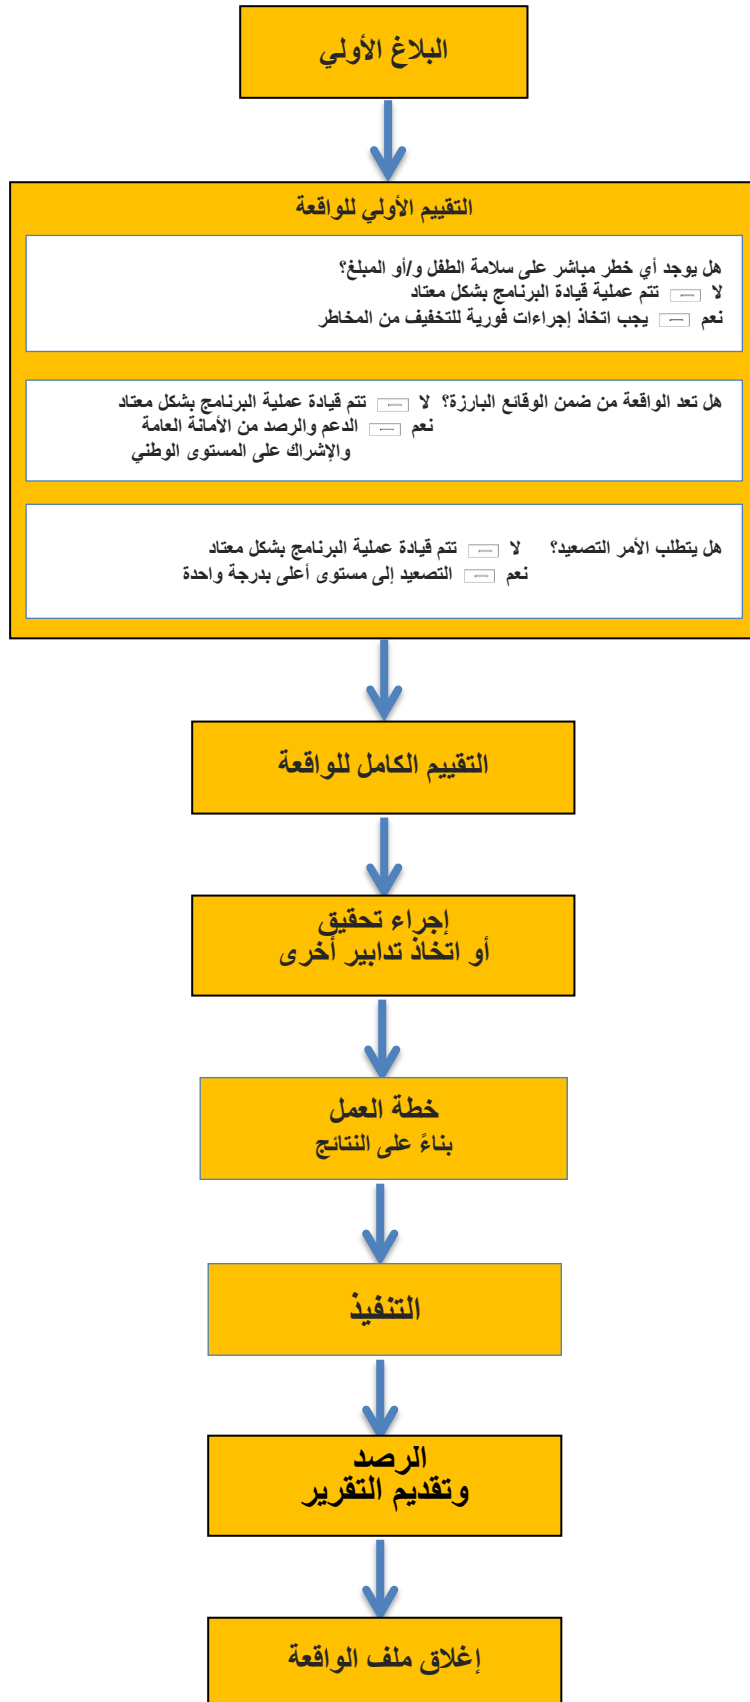 البلاغ الأولي
التقييم الأولي للواقعة
هل يوجد أي خطر مباشر على سلامة الطفل و/أو المبلغ؟
لا تتم عملية قيادة البرنامج بشكل معتاد
نعم يجب اتخاذ إجراءات فورية للتخفيف من المخاطر
هل تعد الواقعة من ضمن الوقائع البارزة؟ لا تتم قيادة عملية البرنامج بشكل معتاد
نعم الدعم والرصد من الأمانة العامة
والإشراك على المستوى الوطني
هل يتطلب الأمر التصعيد؟ لا تتم قيادة عملية البرنامج بشكل معتاد
نعم التصعيد إلى مستوى أعلى بدرجة واحدة
التقييم الكامل للواقعة
إجراء تحقيق
أو اتخاذ تدابير أخرى
خطة العمل
بناءً على النتائج
التنفيذ
الرصد
وتقديم التقرير
إغلاق ملف الواقعة